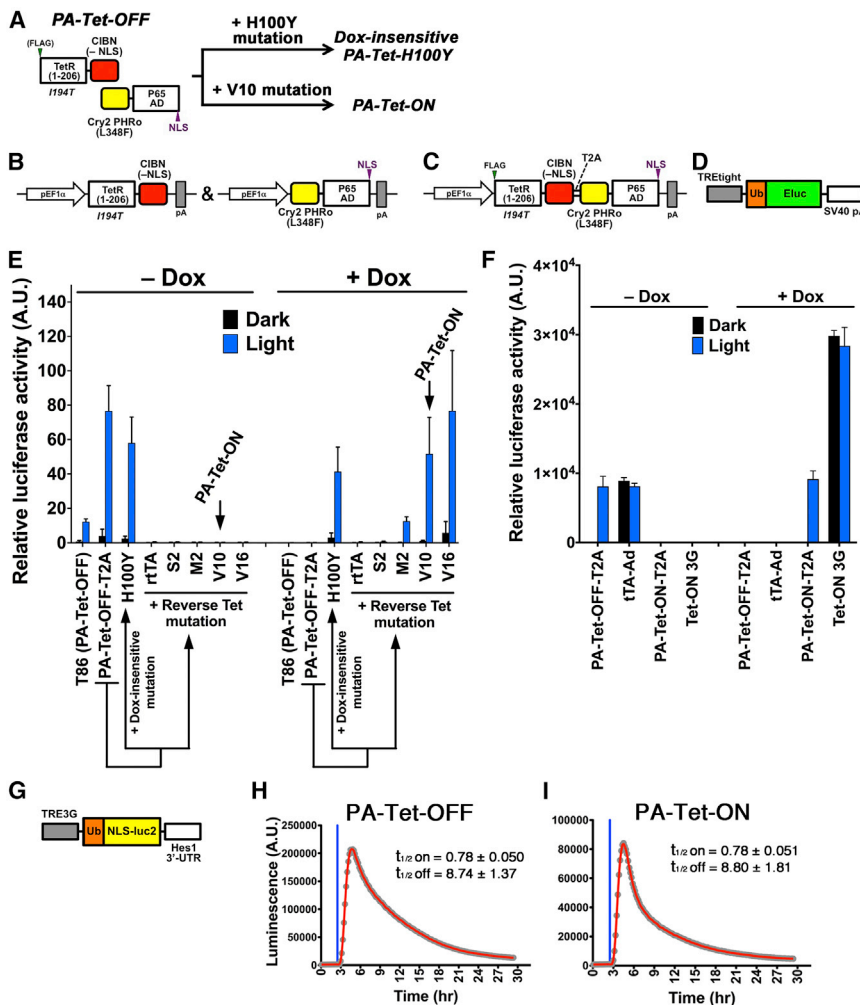 A
PA-Tet-OFF
(FLAG)
CIBN
(– NLS)
TetR
(1-206)
I194T
P65
AD
NLS
Cry2 PHRo
(L348F)
+ H100Y
mutation
Dox-insensitive
PA-Tet-H100Y
+ V10 mutation
PA-Tet-ON
B
pEF1α
TetR
(1-206)
I194T
CIBN
(–NLS)
pA
&
pEF1α
Cry2 PHRo
(L348F)
P65
AD
NLS
pA
C
pEF1α
FLAG
TetR
(1-206)
I194T
CIBN
(–NLS)
T2A
Cry2 PHRo
(L348F)
P65
AD
NLS
pA
D
TREtight
Ub
Eluc
SV40 pA
E
Relative luciferase activity (A.U.)
140
120
100
80
60
40
20
0
– Dox
+ Dox
Dark
Light
PA-Tet-ON
PA-Tet-ON
T86 (PA-Tet-OFF)
PA-Tet-OFF-T2A
H100Y
rtTA
S2
M2
V10
V16
+ Reverse Tet
mutation
+ Dox-insensitive
mutation
T86 (PA-Tet-OFF)
PA-Tet-OFF-T2A
H100Y
rtTA
S2
M2
V10
V16
+ Reverse Tet
mutation
+ Dox-insensitive
mutation
F
Relative luciferase activity (A.U.)
4×10⁴
3×10⁴
2×10⁴
1×10⁴
0
– Dox
+ Dox
Dark
Light
PA-Tet-OFF-T2A
tTA-Ad
PA-Tet-ON-T2A
Tet-ON 3G
PA-Tet-OFF-T2A
tTA-Ad
PA-Tet-ON-T2A
Tet-ON 3G
G
TRE3G
Ub
NLS-luc2
Hes1
3'-UTR
H
PA-Tet-OFF
Luminescence (A.U.)
250000
200000
150000
100000
50000
0
t1/2 on = 0.78 ± 0.050
t1/2 off = 8.74 ± 1.37
0 3 6 9 12 15 18 21 24 27 30
Time (hr)
I
PA-Tet-ON
100000
80000
60000
40000
20000
0
t1/2 on = 0.78 ± 0.051
t1/2 off = 8.80 ± 1.81
0 3 6 9 12 15 18 21 24 27 30
Time (hr)